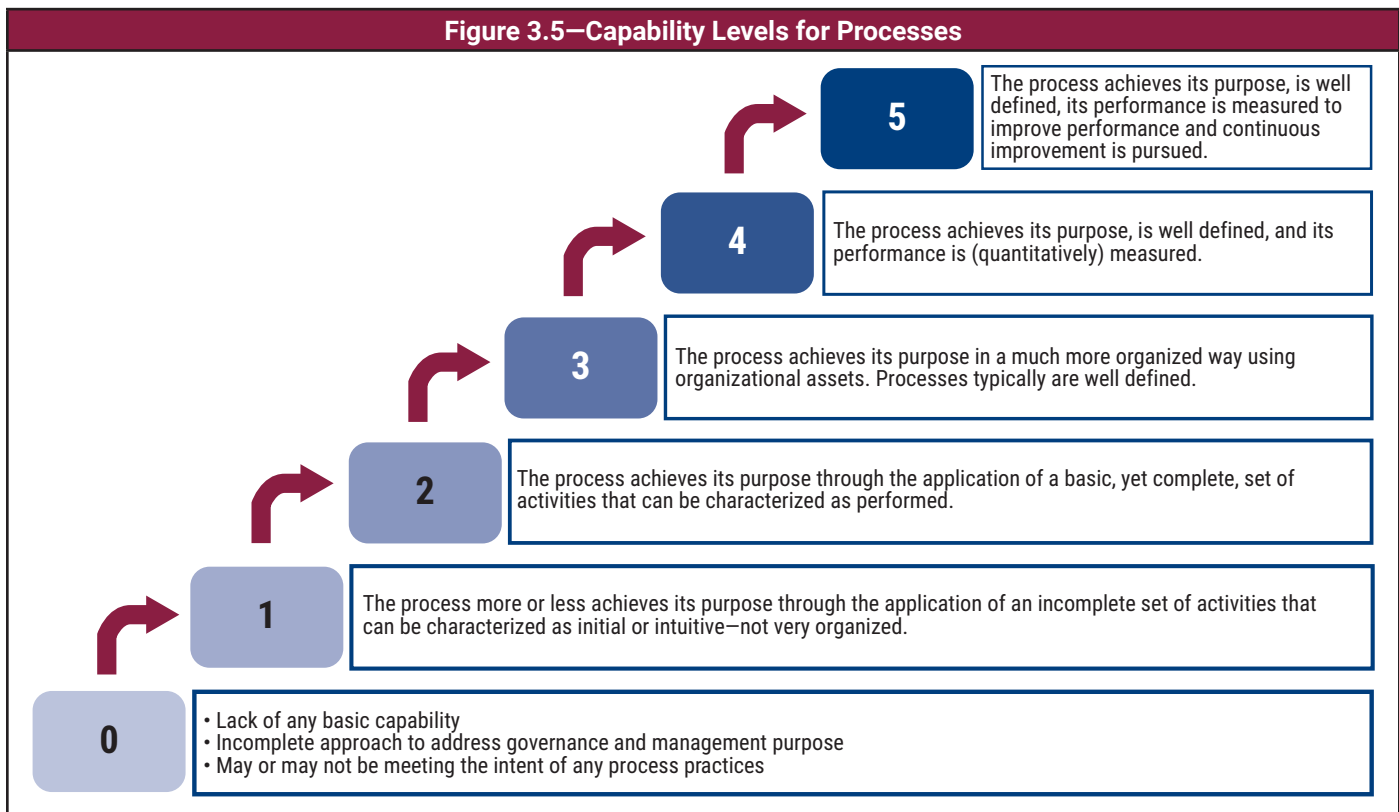 Figure 3.5—Capability Levels for Processes
5
The process achieves its purpose, is well
defined, its performance is measured to
improve performance and continuous
improvement is pursued.
4
The process achieves its purpose, is well defined, and its
performance is (quantitatively) measured.
3
The process achieves its purpose in a much more organized way using
organizational assets. Processes typically are well defined.
2
The process achieves its purpose through the application of a basic, yet complete, set of
activities that can be characterized as performed.
1
The process more or less achieves its purpose through the application of an incomplete set of activities that
can be characterized as initial or intuitive—not very organized.
0
• Lack of any basic capability
• Incomplete approach to address governance and management purpose
• May or may not be meeting the intent of any process practices